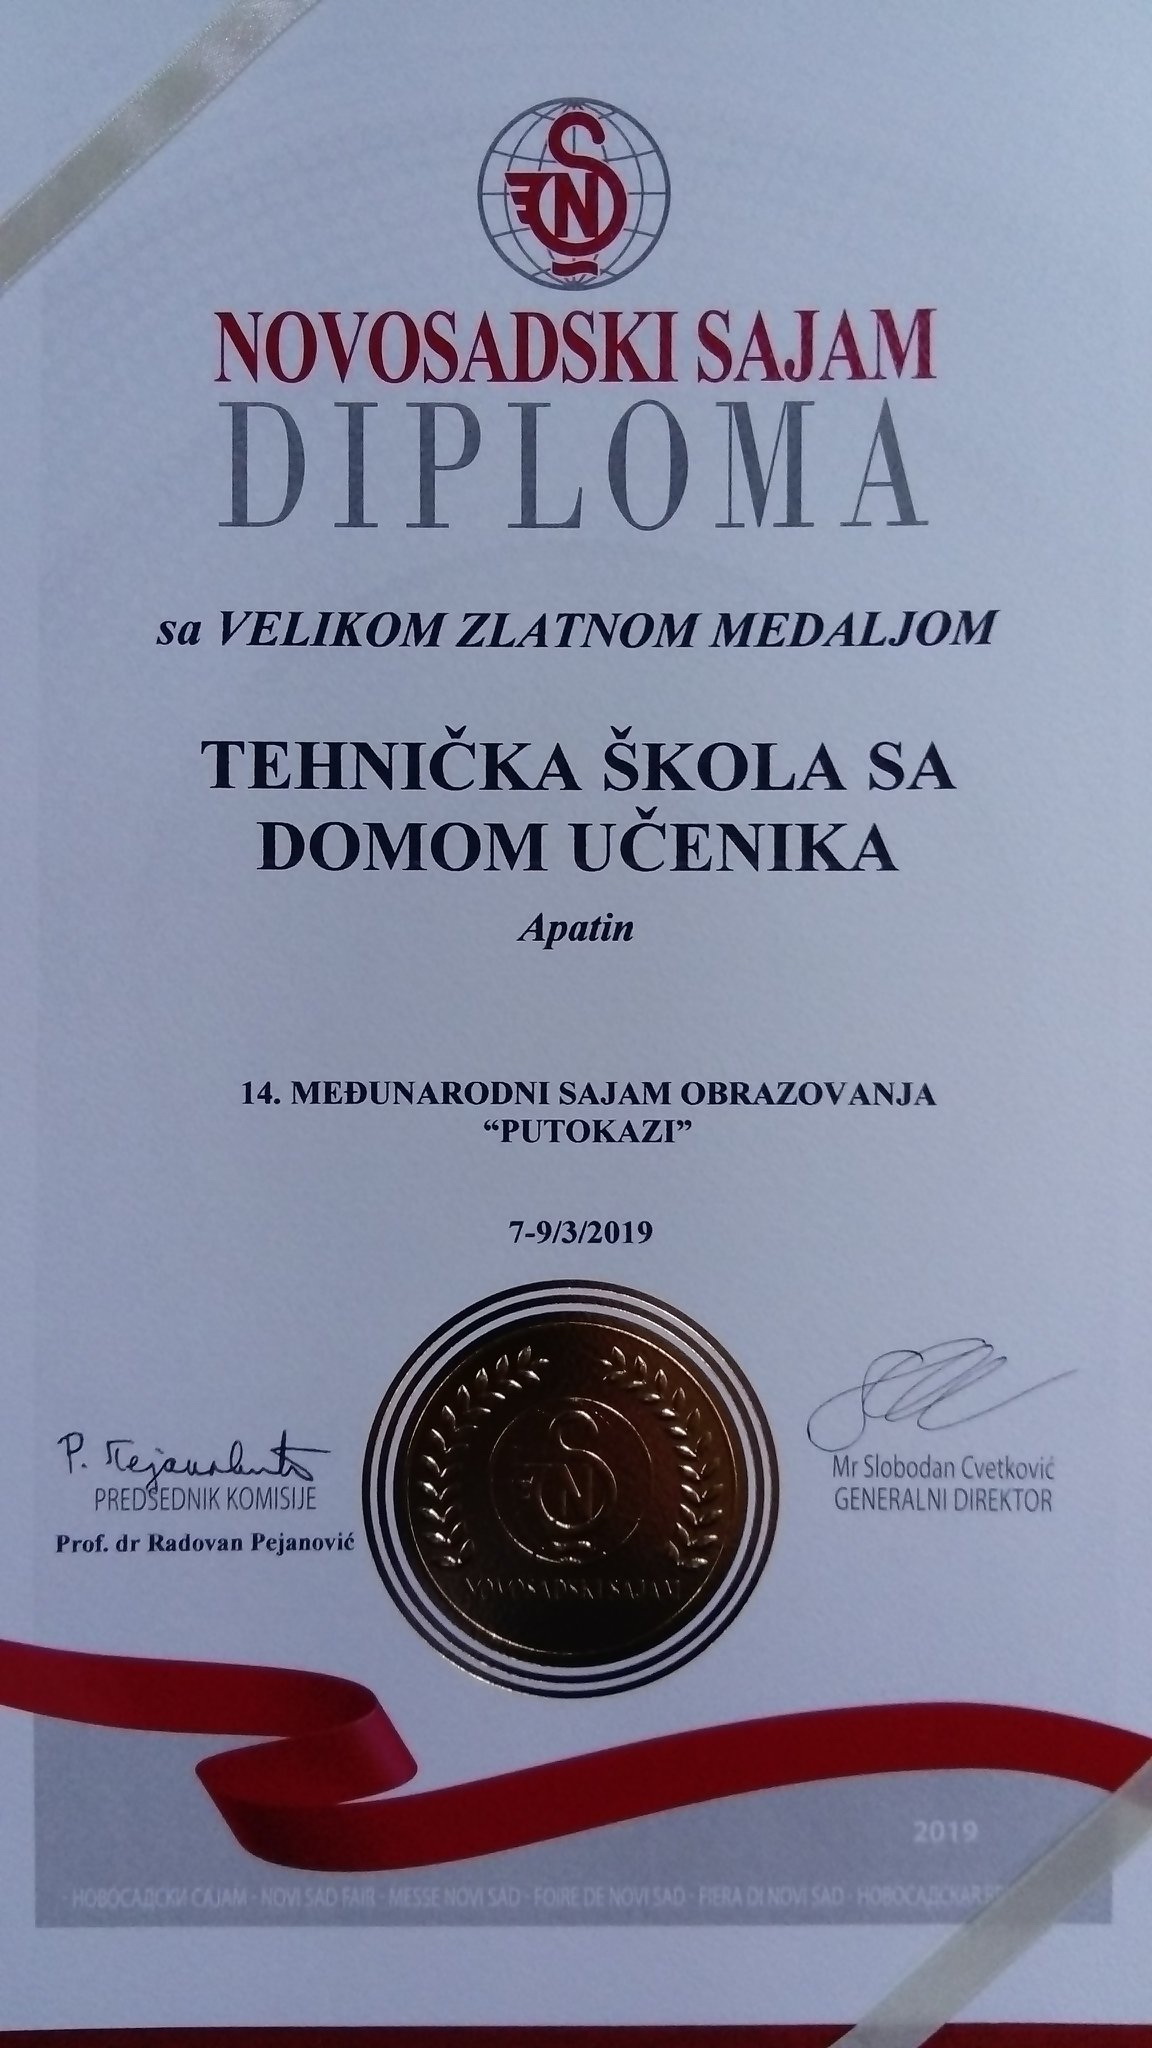 NOVOSADSKI SAJAM
DIPLOMA
sa VELIKOM ZLATNOM MEDALJOM
TEHNIČKA ŠKOLA SA
DOMOM UČENIKA
Apatin
14. MEĐUNARODNI SAJAM OBRAZOVANJA
“PUTOKAZI”
7-9/3/2019
P. Пејановић
PREDSEDNIK KOMISIJE
Prof. dr Radovan Pejanović
Mr Slobodan Cvetković
GENERALNI DIREKTOR
NOVOSADSKI SAJAM
2019
· НОВОСАДСКИ САЈАМ · NOVI SAD FAIR · MESSE NOVI SAD · FOIRE DE NOVI SAD · FIERA DI NOVI SAD · НОВОСАДСКАЯ